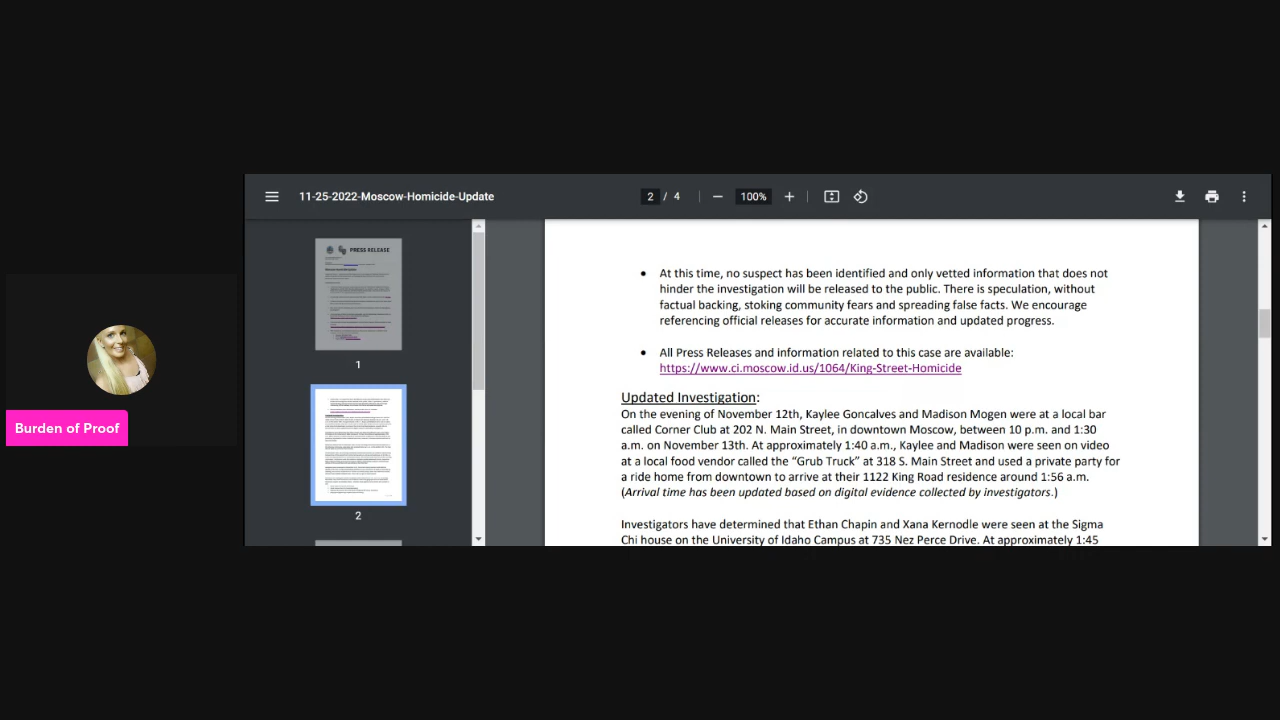 11-25-2022-Moscow-Homicide-Update
2 / 4
100%
PRESS RELEASE
1
2
• At this time, no suspect has been identified and only vetted information that does not
hinder the investigation will be released to the public. There is speculation, without
factual backing, stoking community fears and spreading false facts. We encourage
referencing official releases for accurate information and updated progress.
• All Press Releases and information related to this case are available:
https://www.ci.moscow.id.us/1064/King-Street-Homicide
Updated Investigation:
On the evening of November 12th, Kaylee Goncalves and Madison Mogen were at a local bar
called Corner Club at 202 N. Main Street, in downtown Moscow, between 10 p.m. and 1:30
a.m. on November 13th. At approximately 1:40 a.m. Kaylee and Madison were seen on video
at a local food vendor called the “Grub Truck” at 318 S. Main Street and used a private party for
a ride home from downtown to arrive at their 1122 King Road residence around 1:56 a.m.
(Arrival time has been updated based on digital evidence collected by investigators.)
Investigators have determined that Ethan Chapin and Xana Kernodle were seen at the Sigma
Chi house on the University of Idaho Campus at 735 Nez Perce Drive. At approximately 1:45
Burden of Proof